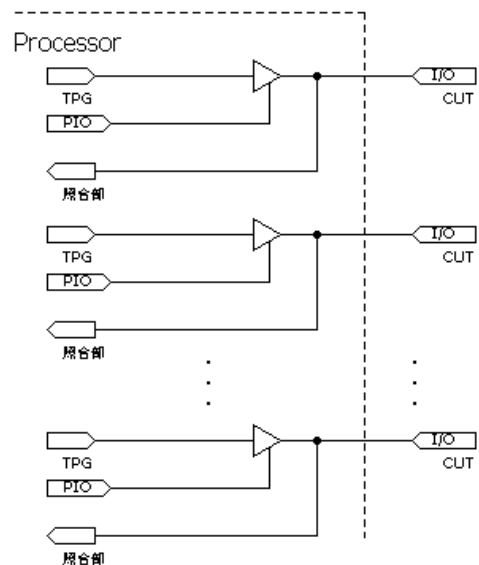 Processor
TPG
I/O
CUT
PIO
照合部
TPG
I/O
CUT
PIO
照合部
TPG
I/O
CUT
PIO
照合部